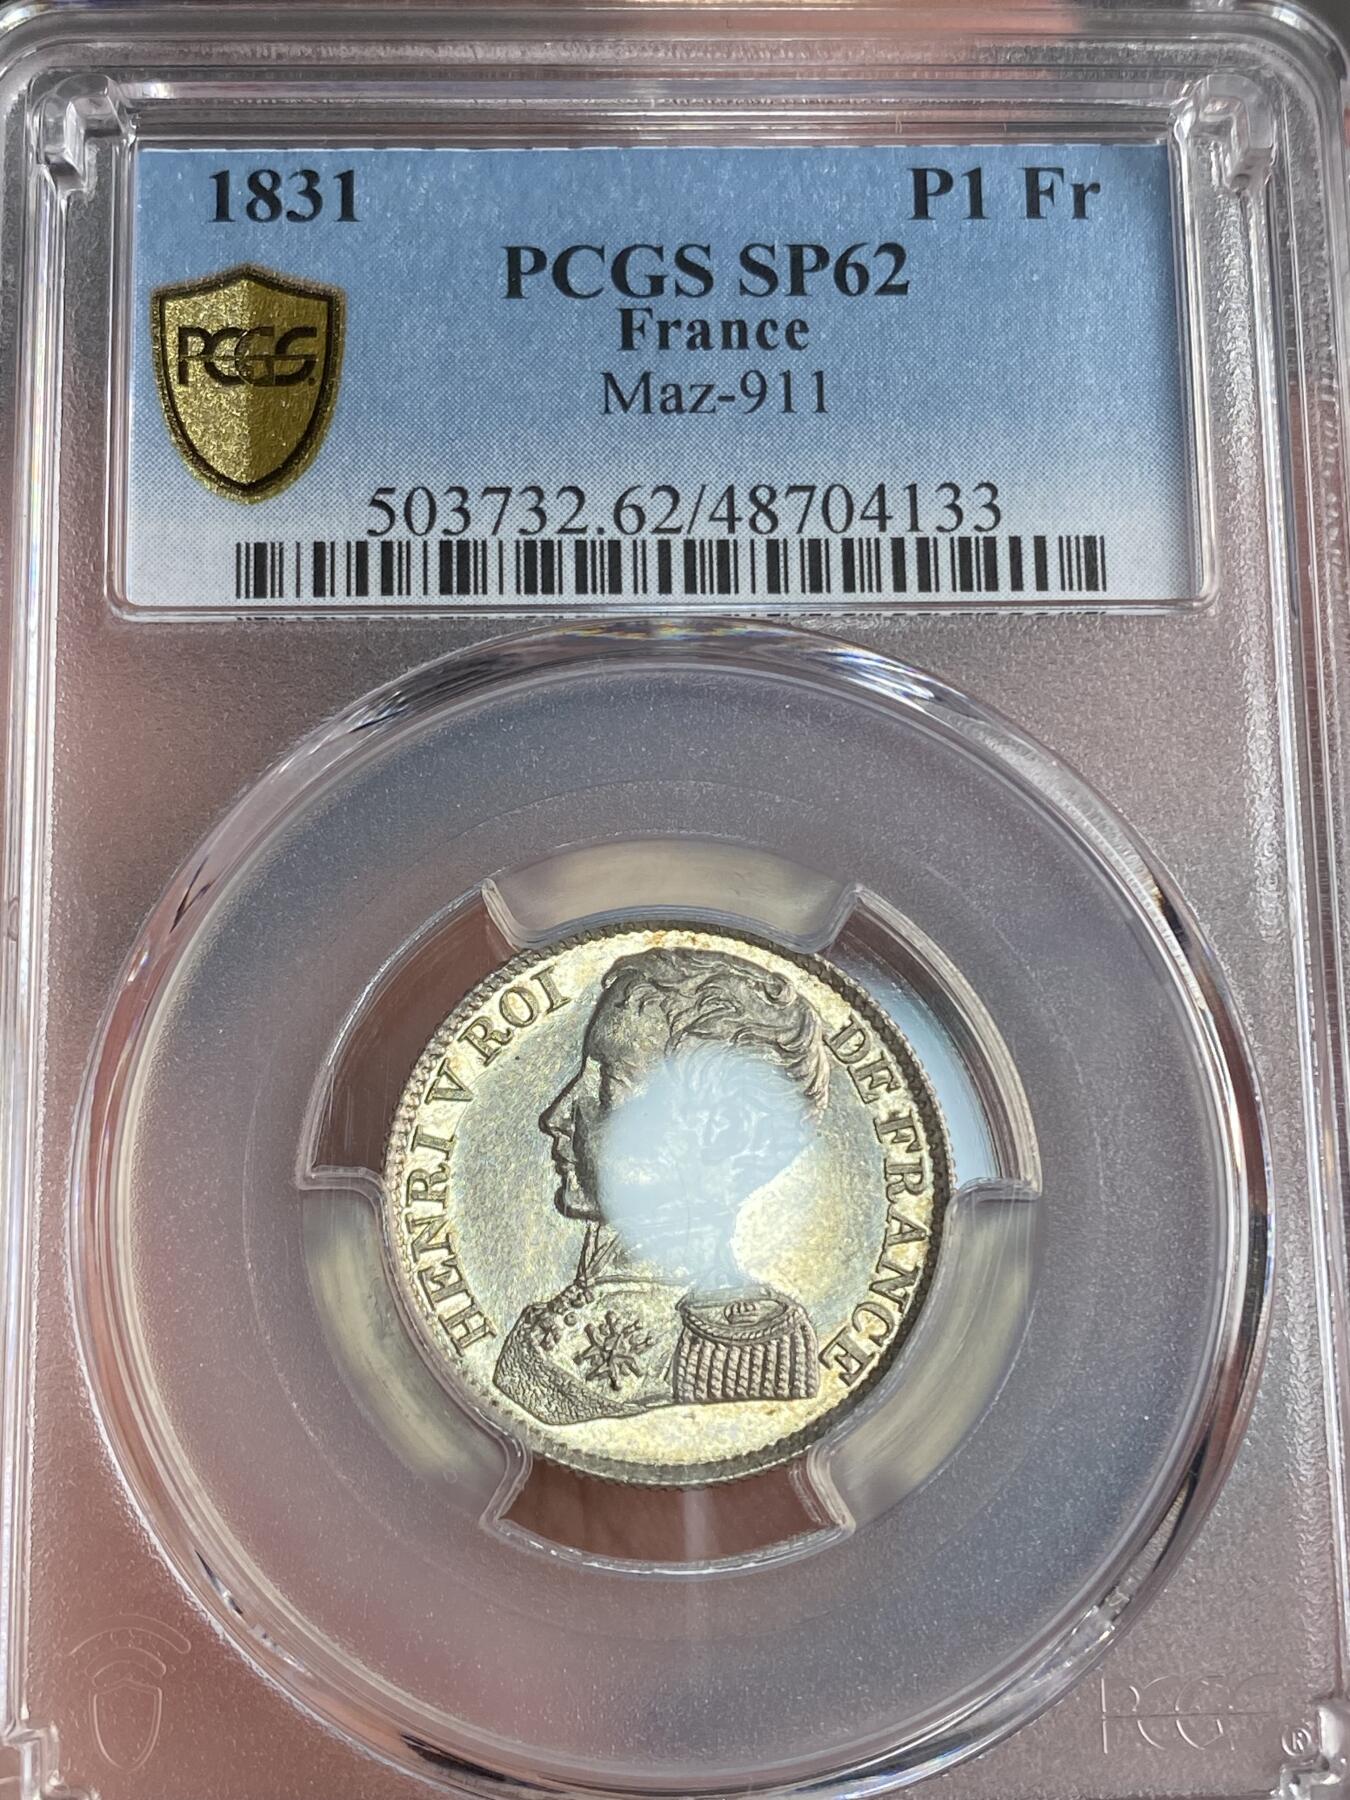 1831 P1 Fr
PCGS SP62
France
Maz-911
PCGS
503732.62/48704133
HENRI V ROI DE FRANCE
PCGS ®